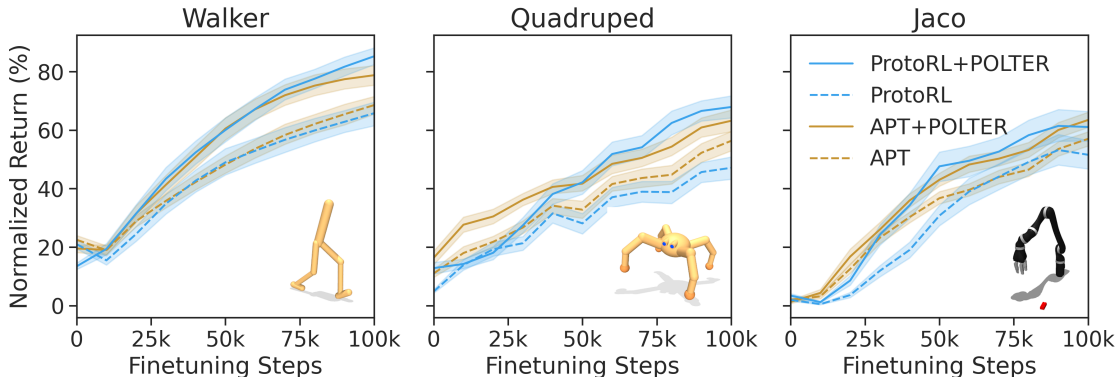 Walker
Quadruped
Jaco
Normalized Return (%)
80
60
40
20
0
ProtoRL+POLTER
ProtoRL
APT+POLTER
APT
0 25k 50k 75k 100k
0 25k 50k 75k 100k
0 25k 50k 75k 100k
Finetuning Steps
Finetuning Steps
Finetuning Steps